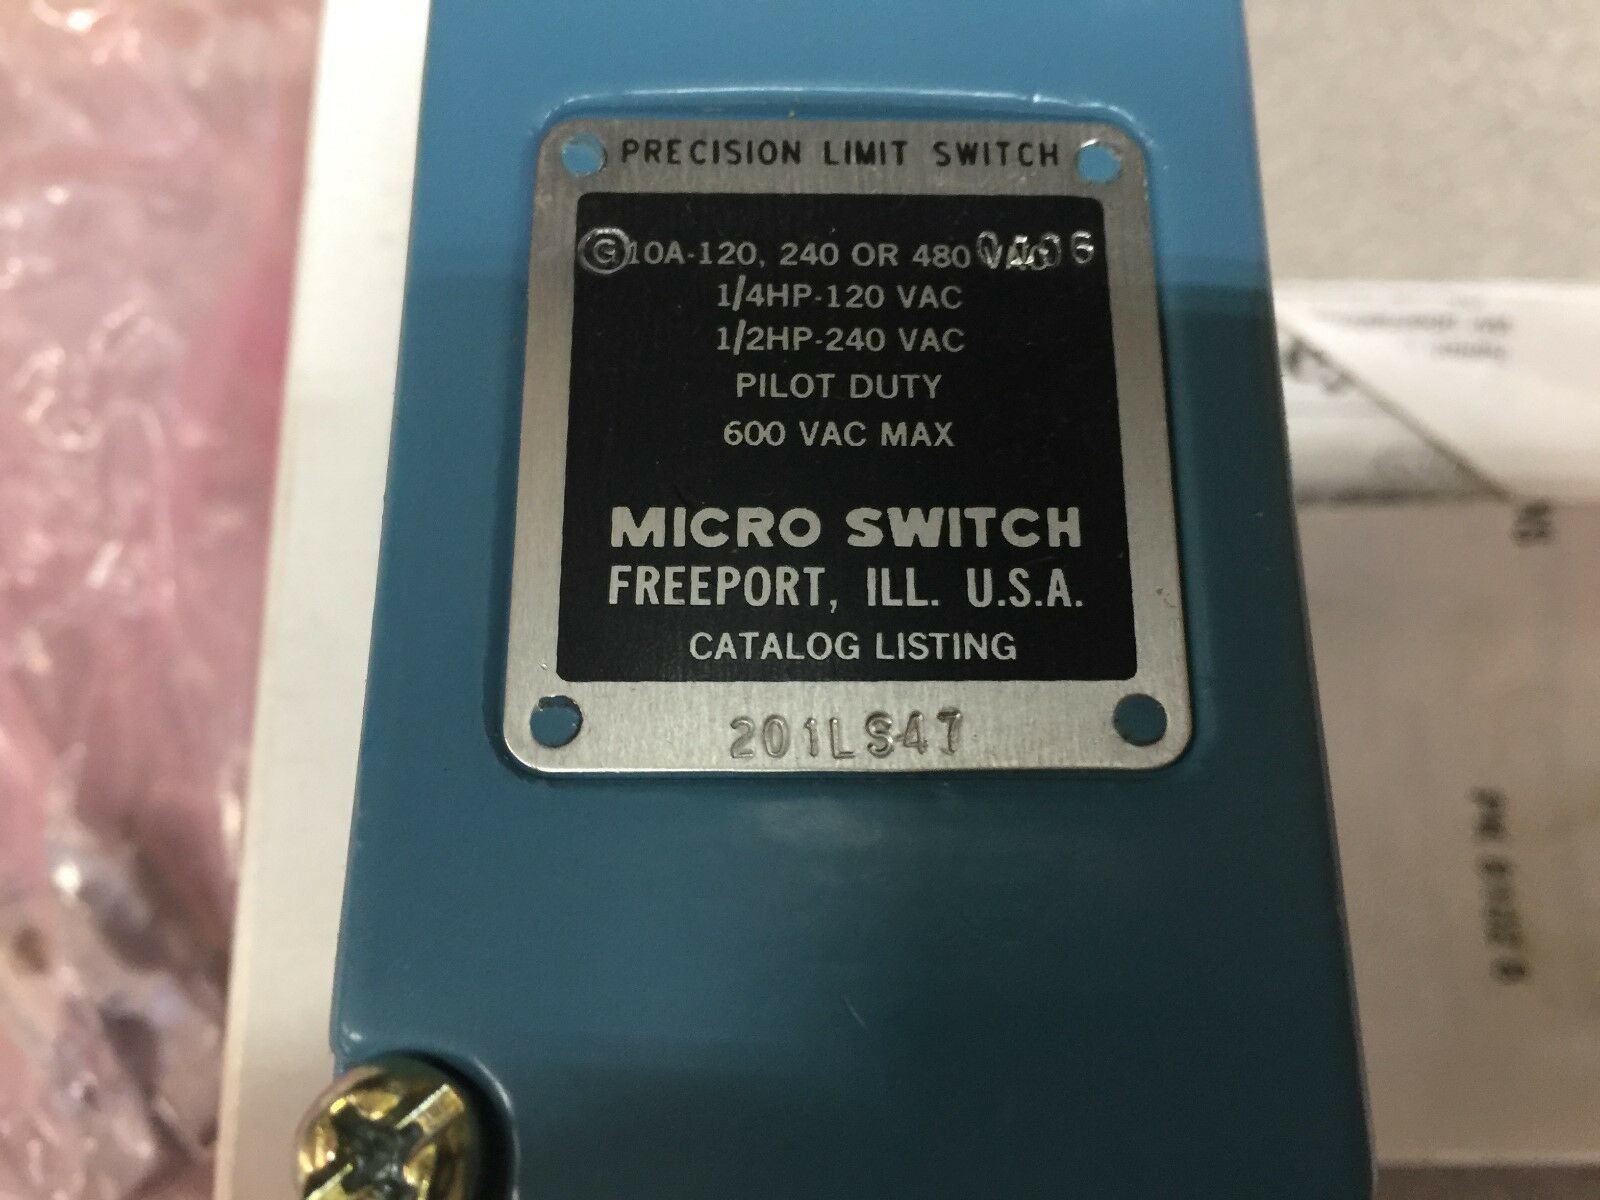 PRECISION LIMIT SWITCH
G 10A-120, 240 OR 480 VAC 0406
1/4HP-120 VAC
1/2HP-240 VAC
PILOT DUTY
600 VAC MAX
MICRO SWITCH
FREEPORT, ILL. U.S.A.
CATALOG LISTING
201LS47